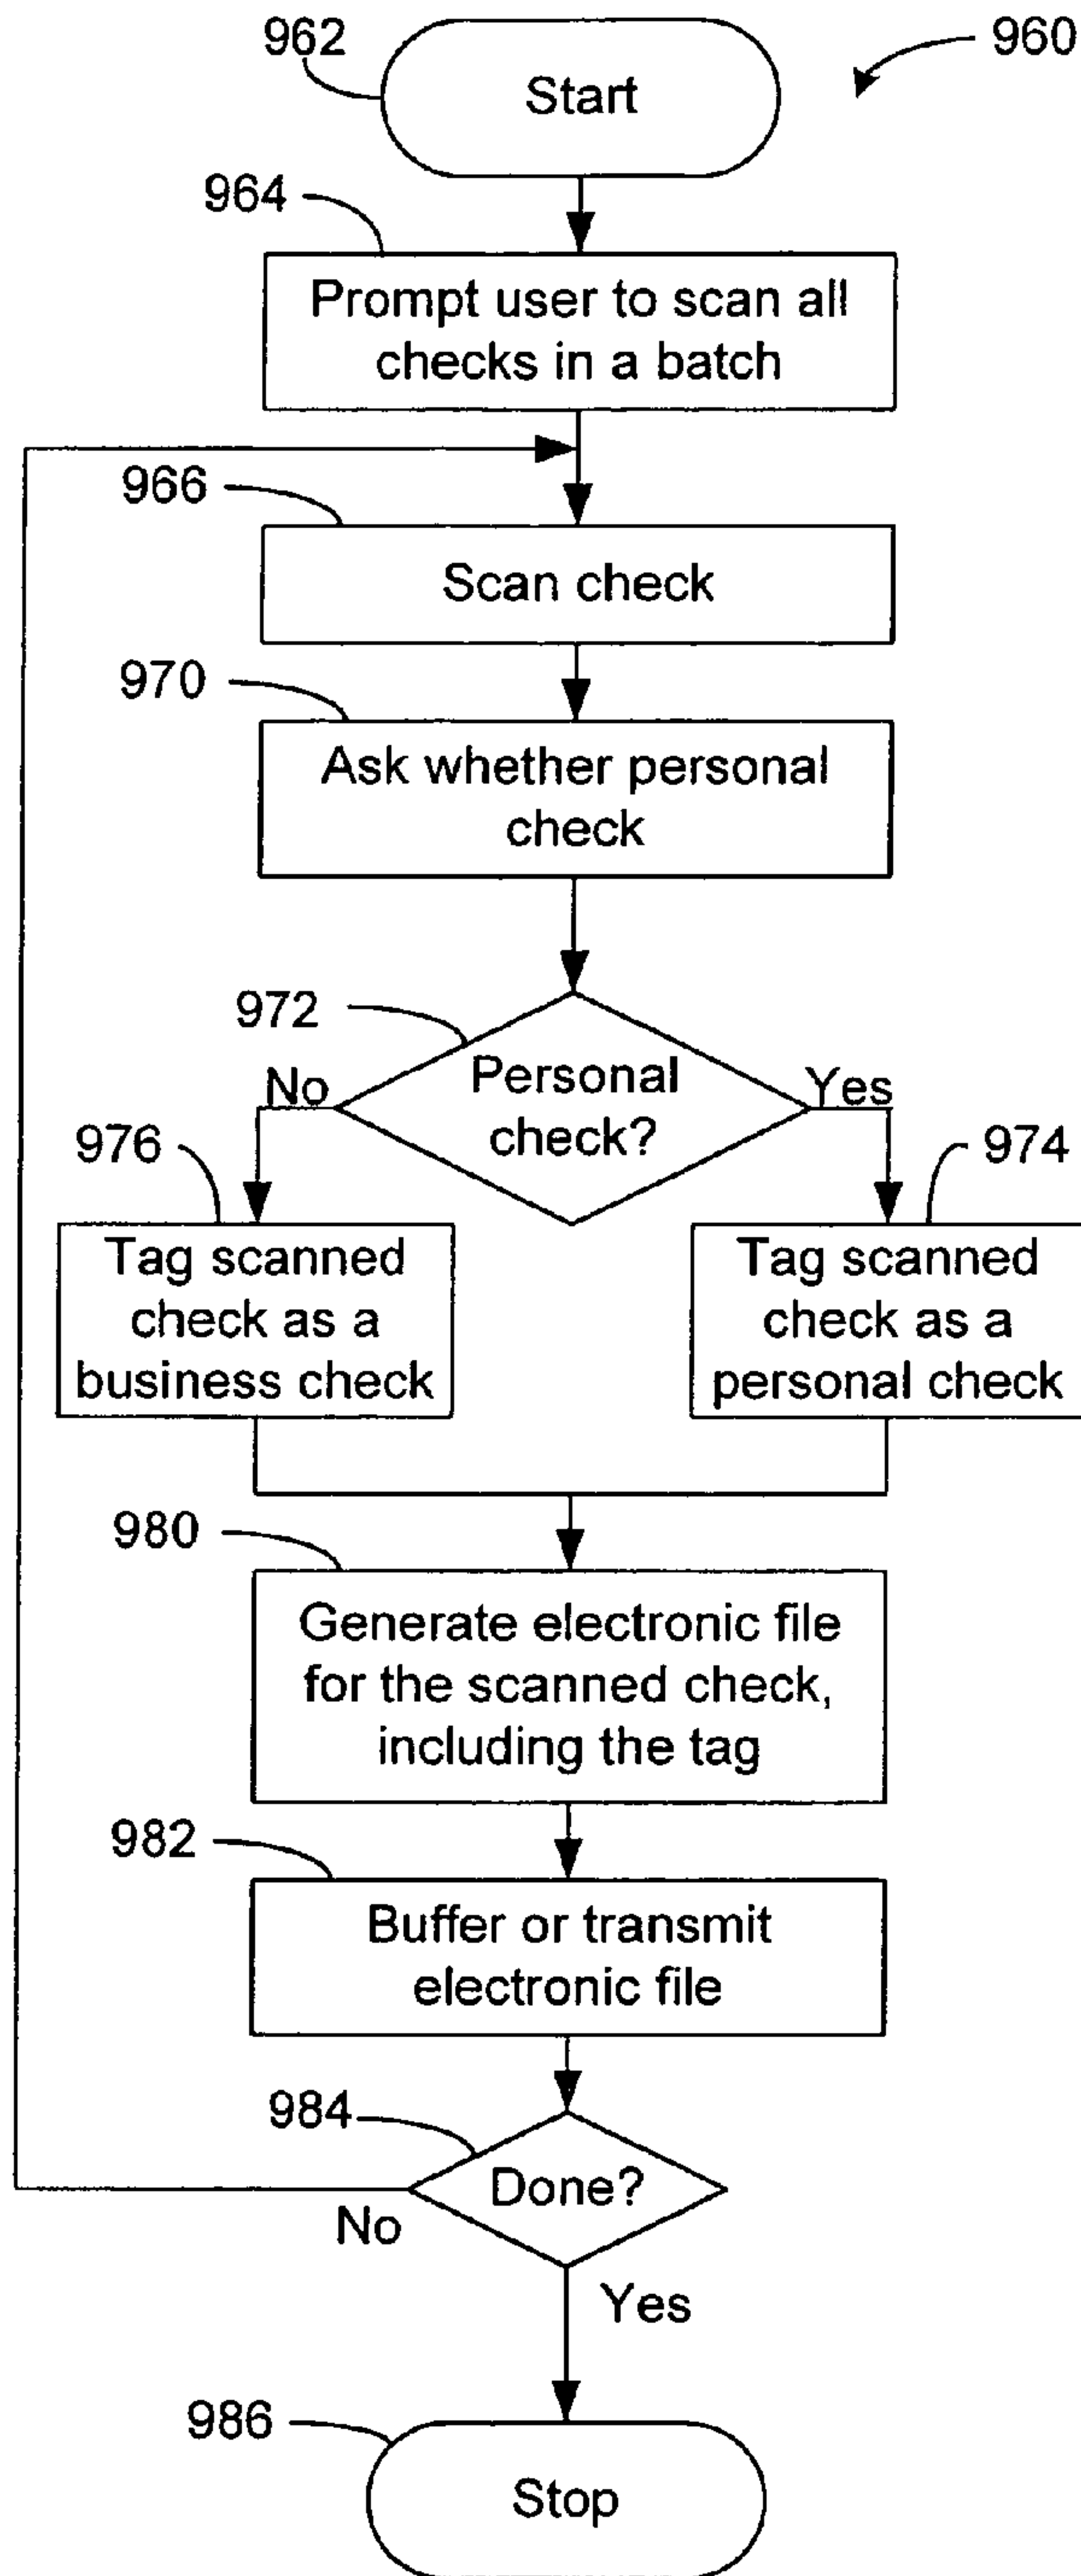 962
960
Start
964
Prompt user to scan all
checks in a batch
966
Scan check
970
Ask whether personal
check
972
Personal
check?
No
Yes
976
974
Tag scanned
check as a
business check
Tag scanned
check as a
personal check
980
Generate electronic file
for the scanned check,
including the tag
982
Buffer or transmit
electronic file
984
Done?
No
Yes
986
Stop